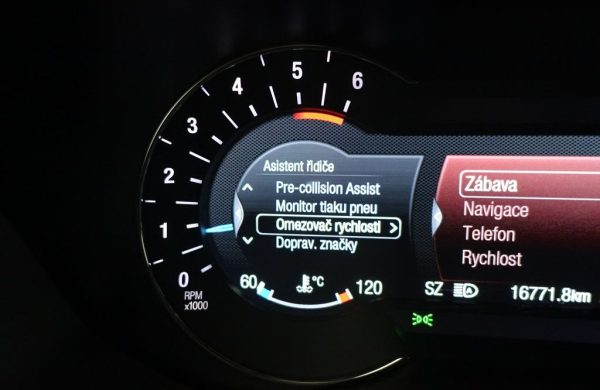 6
5
4
3
2
1
0
RPM
x1000
Asistent řidiče
Pre-collision Assist
Monitor tlaku pneu
Omezovač rychlosti
Doprav. značky
60 °C 120
Zábava
Navigace
Telefon
Rychlost
SZ A 16771.8km